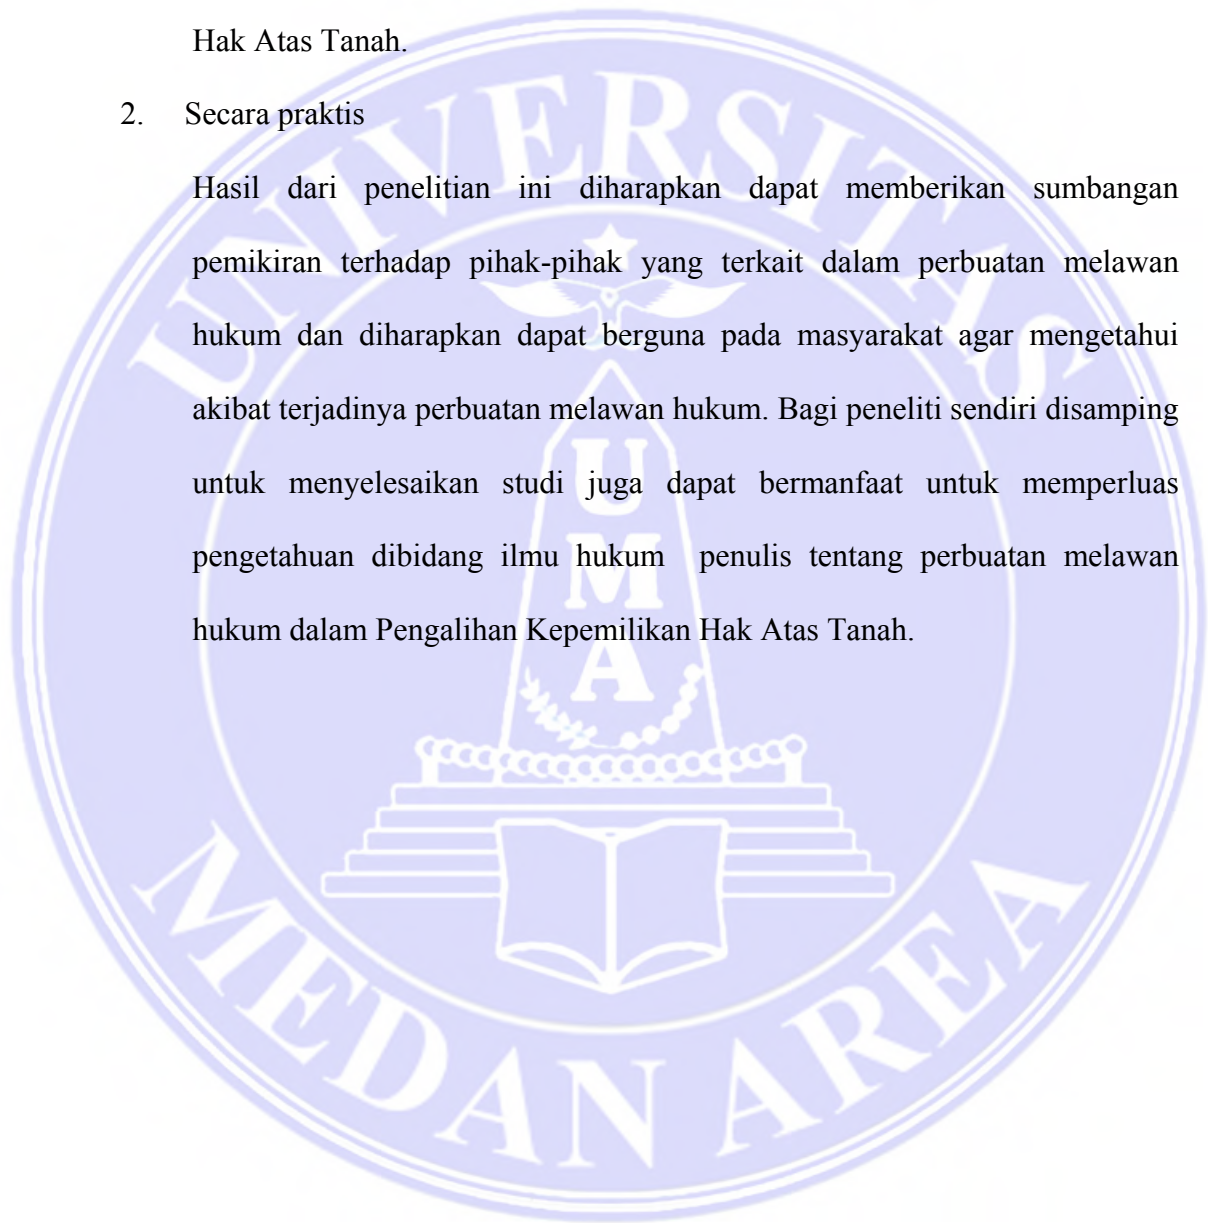 Hak Atas Tanah.
2. Secara praktis
Hasil dari penelitian ini diharapkan dapat memberikan sumbangan
pemikiran terhadap pihak-pihak yang terkait dalam perbuatan melawan
hukum dan diharapkan dapat berguna pada masyarakat agar mengetahui
akibat terjadinya perbuatan melawan hukum. Bagi peneliti sendiri disamping
untuk menyelesaikan studi juga dapat bermanfaat untuk memperluas
pengetahuan dibidang ilmu hukum penulis tentang perbuatan melawan
hukum dalam Pengalihan Kepemilikan Hak Atas Tanah.
UNIVERSITAS
U
M
A
MEDAN AREA